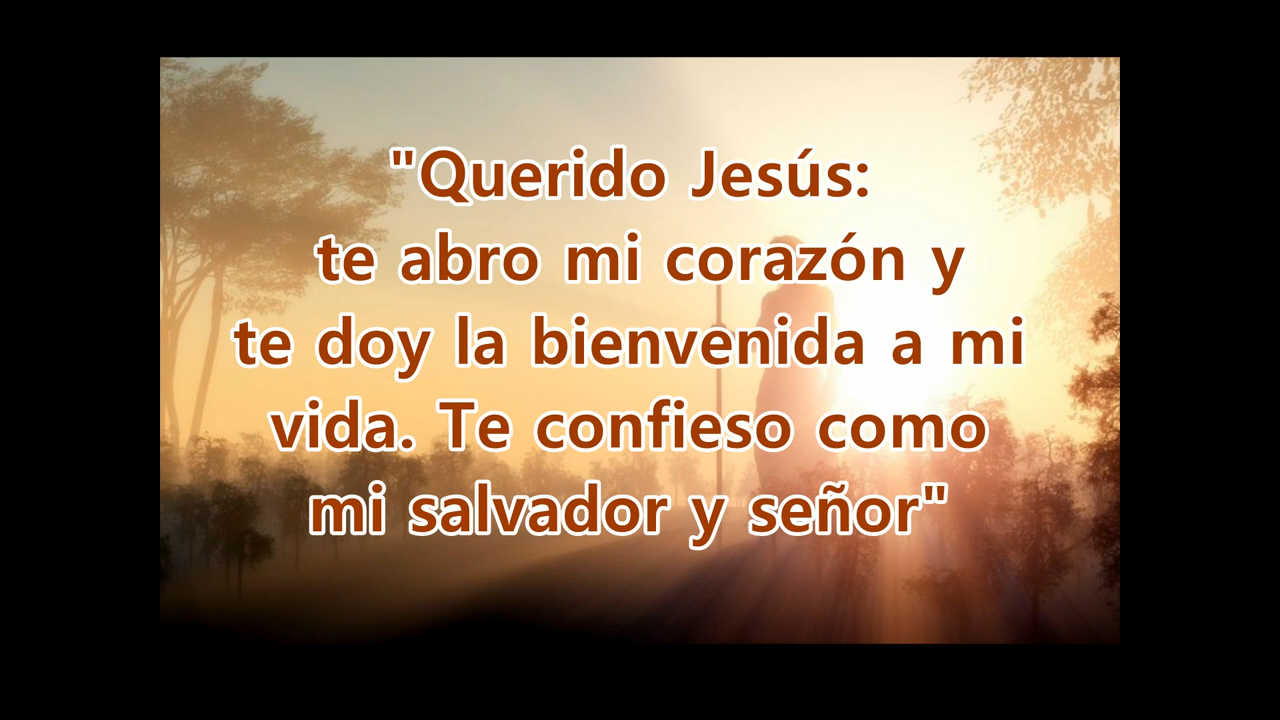 "Querido Jesús:
te abro mi corazón y
te doy la bienvenida a mi
vida. Te confieso como
mi salvador y señor"